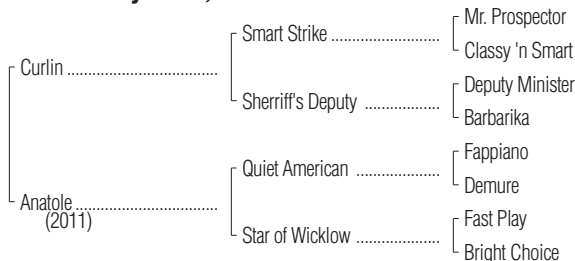 Mr. Prospector
Smart Strike ........................
Classy 'n Smart
Curlin ..................................
Deputy Minister
Sherriff's Deputy .................
Barbarika
Fappiano
Quiet American ...................
Demure
Anatole ................................
(2011)
Fast Play
Star of Wicklow ...................
Bright Choice